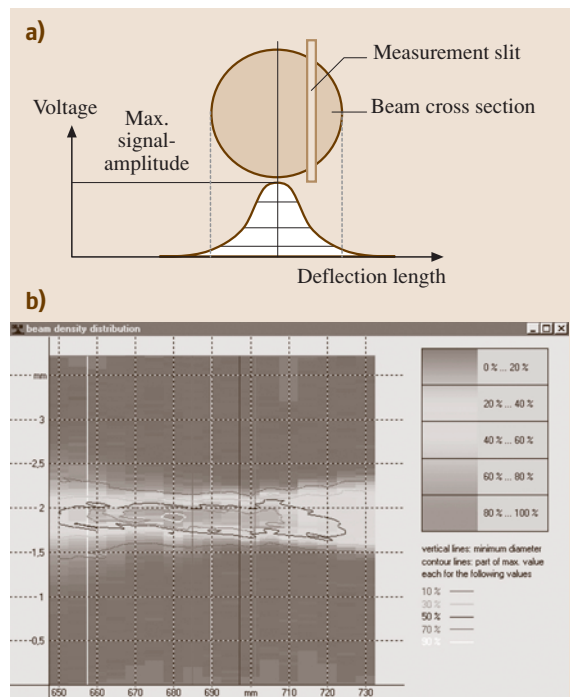 a)
Measurement slit
Beam cross section
Voltage
Max.
signal-
amplitude
Deflection length
b)
beam density distribution
mm
3
2,5
2
1,5
1
0,5
650 660 670 680 690 mm 710 720 730
0 %... 20 %
20 % ... 40 %
40 % ... 60 %
60 % ... 80 %
80 % ... 100 %
vertical lines: minimum diameter
contour lines: part of max. value
each for the following values
10 %
30 %
50 %
70 %
90 %